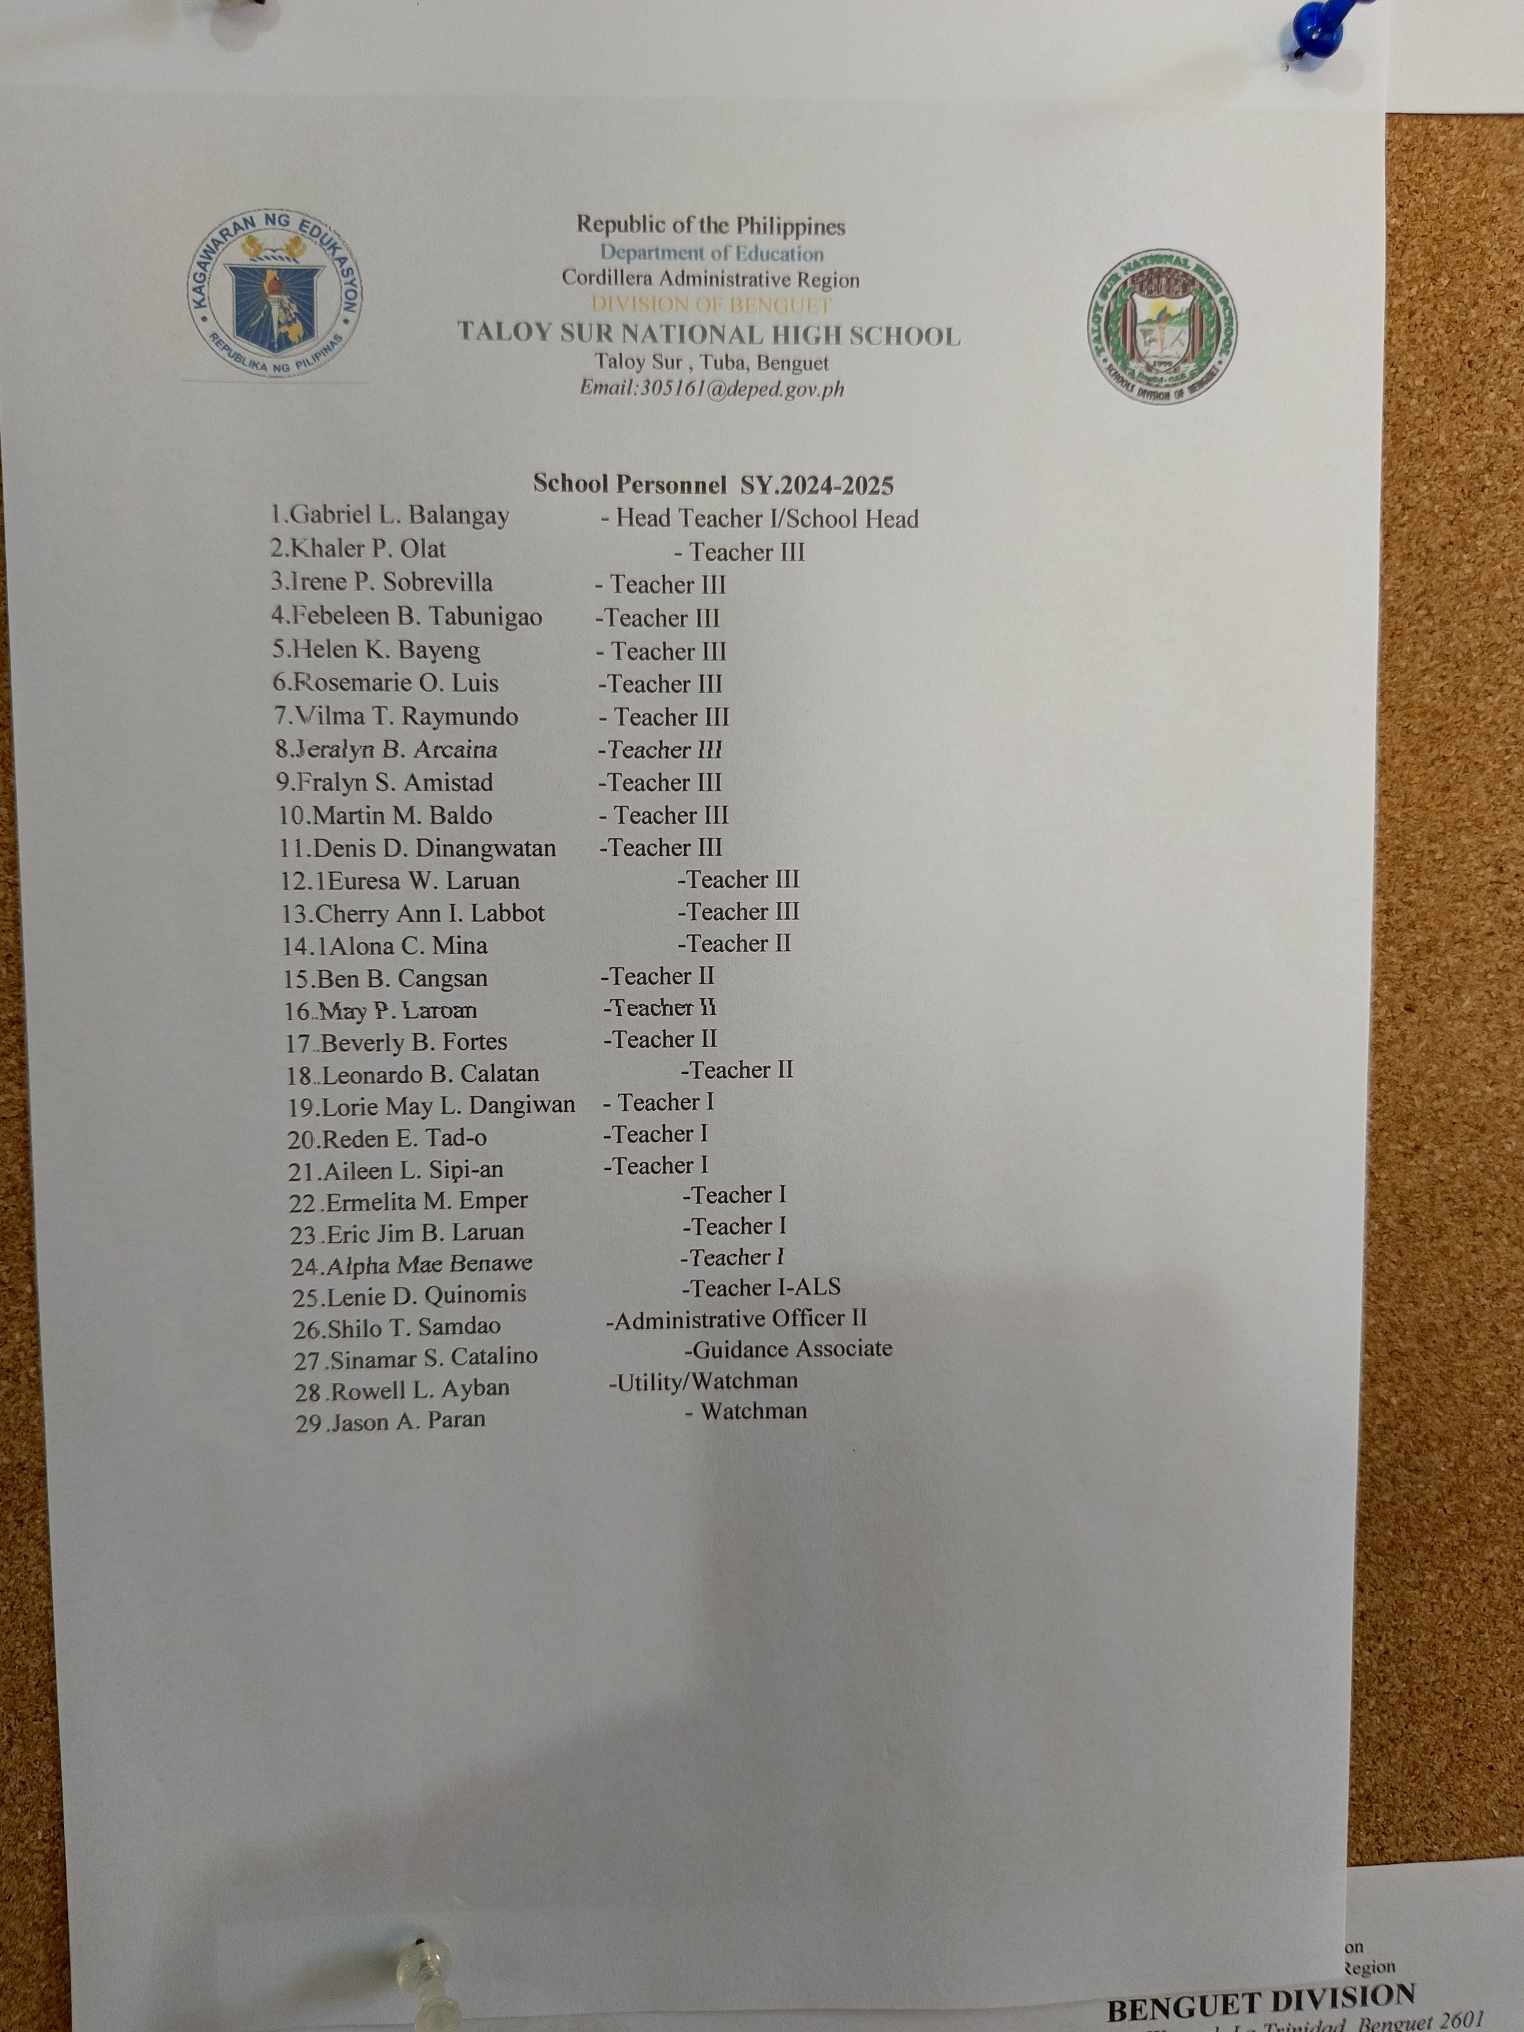 KAGAWARAN NG EDUKASYON
REPUBLIKA NG PILIPINAS
Republic of the Philippines
Department of Education
Cordillera Administrative Region
DIVISION OF BENGUET
TALOY SUR NATIONAL HIGH SCHOOL
Taloy Sur , Tuba, Benguet
Email:305161@deped.gov.ph
TALOY SUR NATIONAL HIGH SCHOOL
SCHOOLS DIVISION OF BENGUET
School Personnel SY.2024-2025
1.Gabriel L. Balangay - Head Teacher I/School Head
2.Khaler P. Olat - Teacher III
3.Irene P. Sobrevilla - Teacher III
4.Febeleen B. Tabunigao -Teacher III
5.Helen K. Bayeng - Teacher III
6.Rosemarie O. Luis -Teacher III
7.Vilma T. Raymundo - Teacher III
8.Jeralyn B. Arcaina -Teacher III
9.Fralyn S. Amistad -Teacher III
10.Martin M. Baldo - Teacher III
11.Denis D. Dinangwatan -Teacher III
12.1Euresa W. Laruan -Teacher III
13.Cherry Ann I. Labbot -Teacher III
14.1Alona C. Mina -Teacher II
15.Ben B. Cangsan -Teacher II
16..May P. Laroan -Teacher II
17..Beverly B. Fortes -Teacher II
18..Leonardo B. Calatan -Teacher II
19.Lorie May L. Dangiwan - Teacher I
20.Reden E. Tad-o -Teacher I
21.Aileen L. Sipi-an -Teacher I
22.Ermelita M. Emper -Teacher I
23.Eric Jim B. Laruan -Teacher I
24.Alpha Mae Benawe -Teacher I
25.Lenie D. Quinomis -Teacher I-ALS
26.Shilo T. Samdao -Administrative Officer II
27.Sinamar S. Catalino -Guidance Associate
28.Rowell L. Ayban -Utility/Watchman
29.Jason A. Paran - Watchman
on
Region
BENGUET DIVISION
Trinidad, Benguet 2601